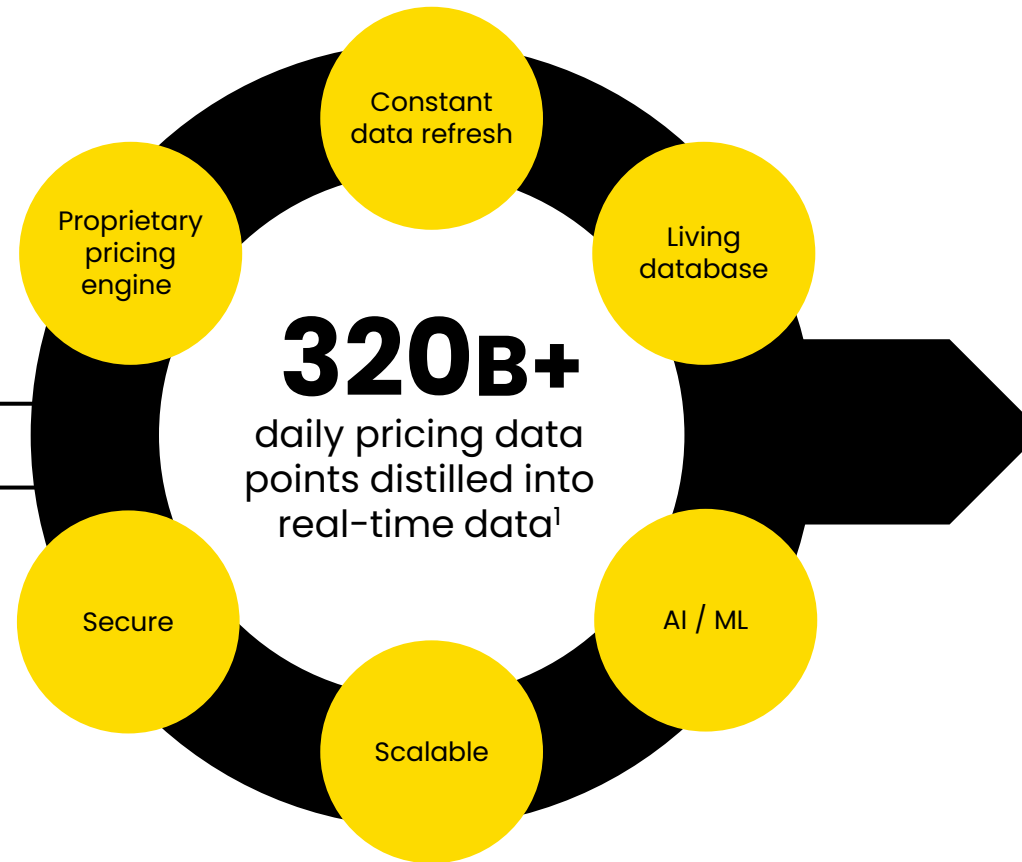 Constant
data refresh
Proprietary
pricing
engine
Living
database
320B+
daily pricing data
points distilled into
real-time data¹
Secure
AI / ML
Scalable